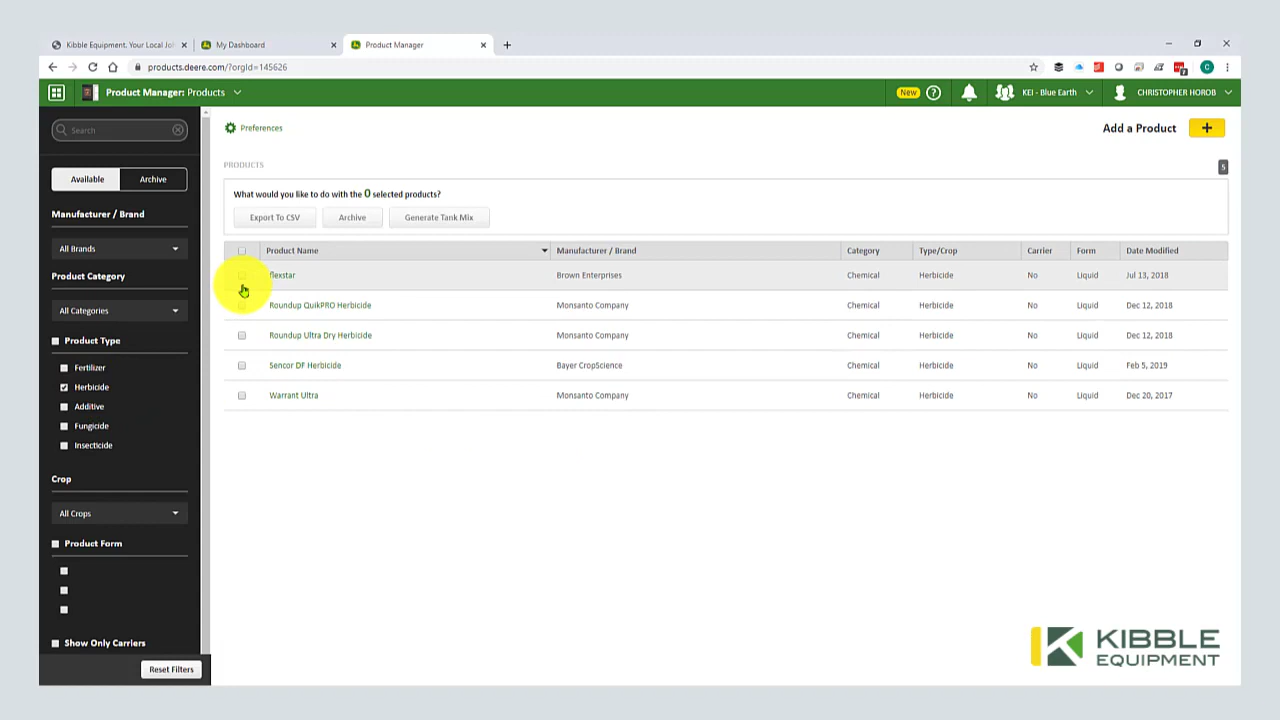 Kibble Equipment. Your Local Jo
My Dashboard
Product Manager
products.deere.com/?orgId=145626
C
Product Manager: Products
New
KEI - Blue Earth
CHRISTOPHER HOROB
Search
Available
Archive
Manufacturer / Brand
All Brands
Product Category
All Categories
Product Type
Fertilizer
Herbicide
Additive
Fungicide
Insecticide
Crop
All Crops
Product Form
Show Only Carriers
Reset Filters
Preferences
Add a Product
PRODUCTS
5
What would you like to do with the 0 selected products?
Export To CSV
Archive
Generate Tank Mix
Product Name Manufacturer / Brand Category Type/Crop Carrier Form Date Modified
flexstar Brown Enterprises Chemical Herbicide No Liquid Jul 13, 2018
Roundup QuikPRO Herbicide Monsanto Company Chemical Herbicide No Liquid Dec 12, 2018
Roundup Ultra Dry Herbicide Monsanto Company Chemical Herbicide No Liquid Dec 12, 2018
Sencor DF Herbicide Bayer CropScience Chemical Herbicide No Liquid Feb 5, 2019
Warrant Ultra Monsanto Company Chemical Herbicide No Liquid Dec 20, 2017
KIBBLE
EQUIPMENT